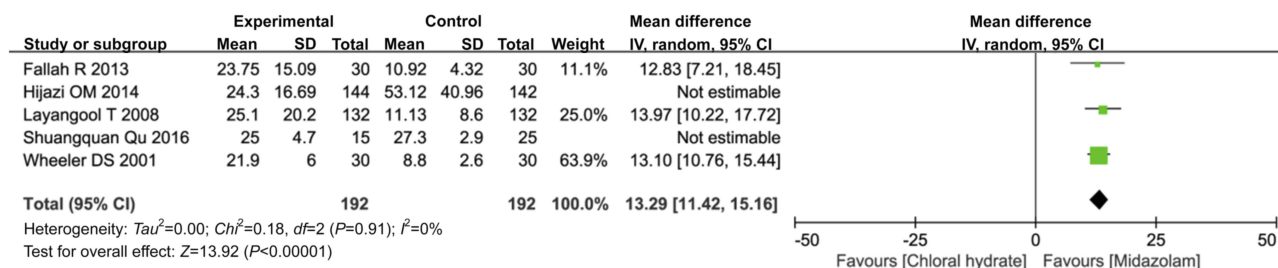 Experimental Control Mean difference Mean difference
Study or subgroup Mean SD Total Mean SD Total Weight IV, random, 95% CI IV, random, 95% CI
Fallah R 2013 23.75 15.09 30 10.92 4.32 30 11.1% 12.83 [7.21, 18.45]
Hijazi OM 2014 24.3 16.69 144 53.12 40.96 142 Not estimable
Layangool T 2008 25.1 20.2 132 11.13 8.6 132 25.0% 13.97 [10.22, 17.72]
Shuangquan Qu 2016 25 4.7 15 27.3 2.9 25 Not estimable
Wheeler DS 2001 21.9 6 30 8.8 2.6 30 63.9% 13.10 [10.76, 15.44]
Total (95% CI) 192 192 100.0% 13.29 [11.42, 15.16]
Heterogeneity: Tau²=0.00; Chi²=0.18, df=2 (P=0.91); I²=0%
Test for overall effect: Z=13.92 (P<0.00001)
-50 -25 0 25 50
Favours [Chloral hydrate] Favours [Midazolam]